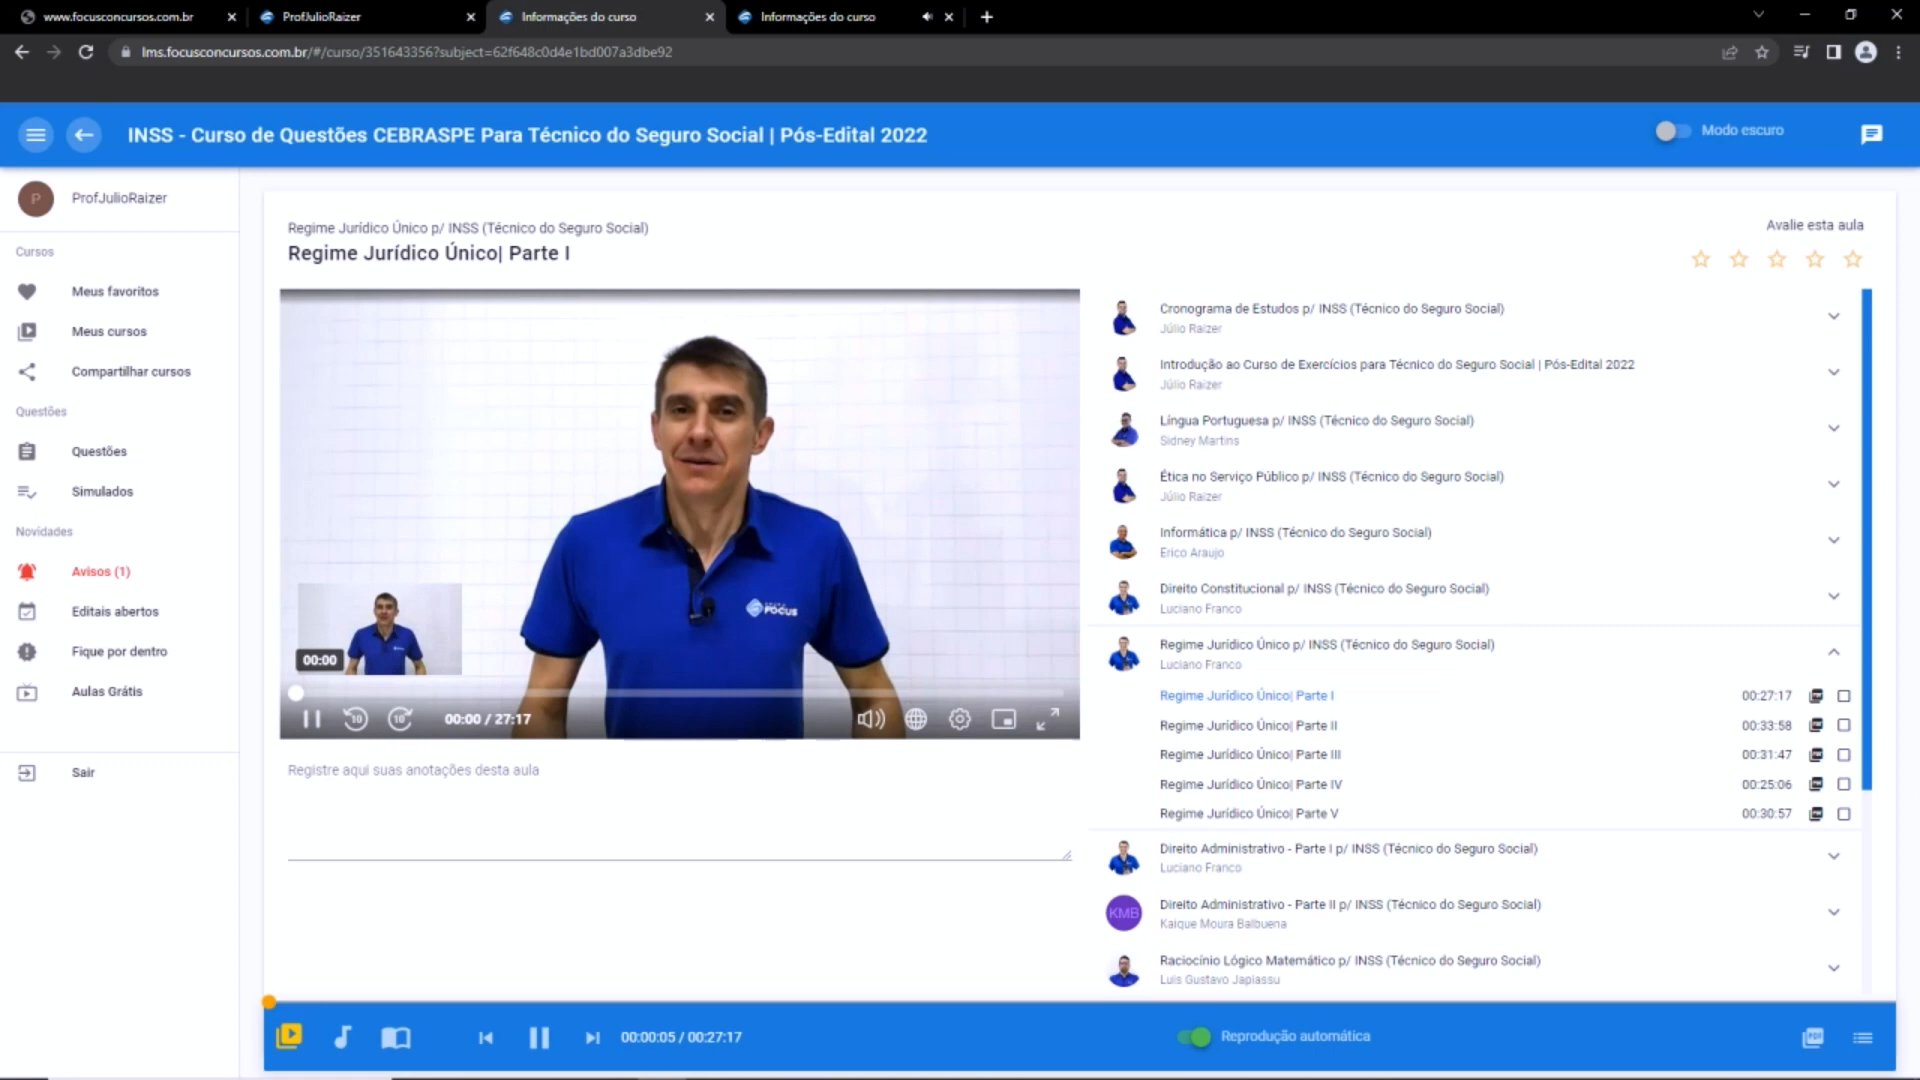 www.focusconcursos.com.br
ProfJulioRaizer
Informações do curso
Informações do curso
lms.focusconcursos.com.br/#/curso/351643356?subject=62f648c0d4e1bd007a3dbe92
INSS - Curso de Questões CEBRASPE Para Técnico do Seguro Social | Pós-Edital 2022
Modo escuro
P
ProfJulioRaizer
Cursos
Meus favoritos
Meus cursos
Compartilhar cursos
Questões
Questões
Simulados
Novidades
Avisos (1)
Editais abertos
Fique por dentro
Aulas Grátis
Sair
Regime Jurídico Único p/ INSS (Técnico do Seguro Social)
Regime Jurídico Único| Parte I
Avalie esta aula
FOCUS
00:00
10
10
00:00 / 27:17
Registre aqui suas anotações desta aula
Cronograma de Estudos p/ INSS (Técnico do Seguro Social)
Júlio Raizer
Introdução ao Curso de Exercícios para Técnico do Seguro Social | Pós-Edital 2022
Júlio Raizer
Língua Portuguesa p/ INSS (Técnico do Seguro Social)
Sidney Martins
Ética no Serviço Público p/ INSS (Técnico do Seguro Social)
Júlio Raizer
Informática p/ INSS (Técnico do Seguro Social)
Erico Araujo
Direito Constitucional p/ INSS (Técnico do Seguro Social)
Luciano Franco
Regime Jurídico Único p/ INSS (Técnico do Seguro Social)
Luciano Franco
Regime Jurídico Único| Parte I 00:27:17
Regime Jurídico Único| Parte II 00:33:58
Regime Jurídico Único| Parte III 00:31:47
Regime Jurídico Único| Parte IV 00:25:06
Regime Jurídico Único| Parte V 00:30:57
Direito Administrativo - Parte I p/ INSS (Técnico do Seguro Social)
Luciano Franco
KMB
Direito Administrativo - Parte II p/ INSS (Técnico do Seguro Social)
Kaique Moura Balbuena
Raciocínio Lógico Matemático p/ INSS (Técnico do Seguro Social)
Luis Gustavo Japiassu
00:00:05 / 00:27:17
Reprodução automática
PDF